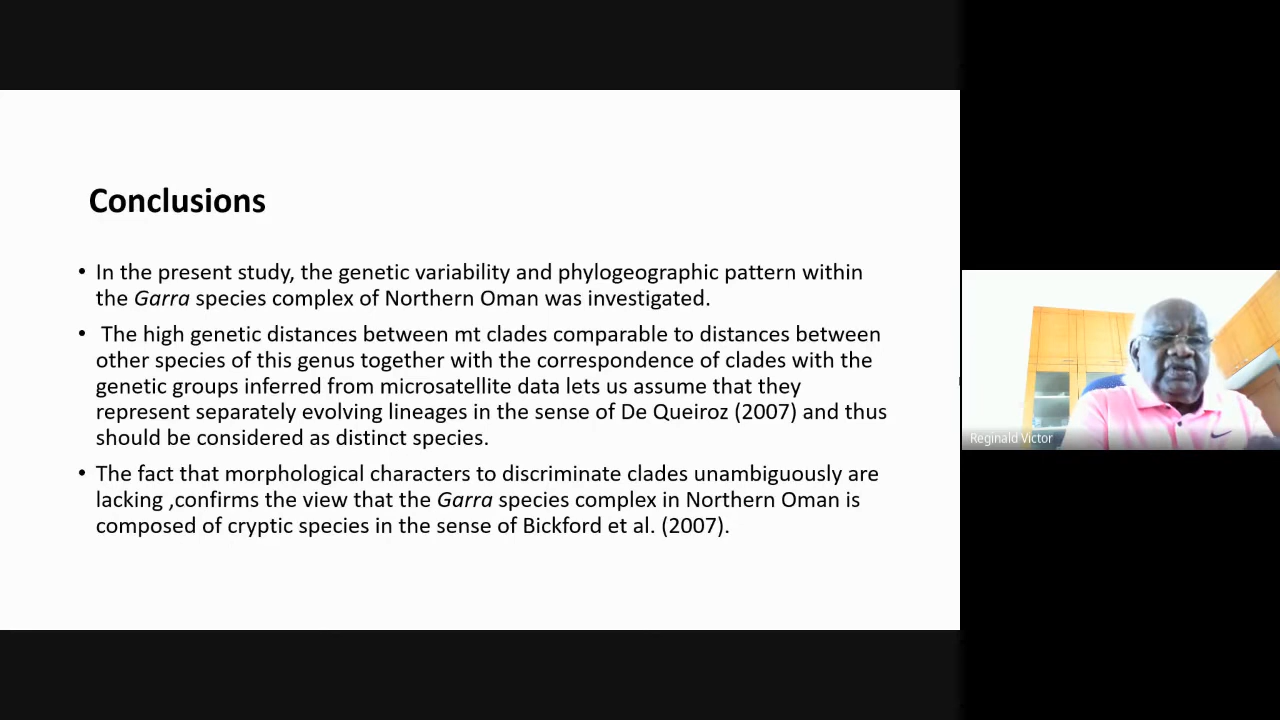 Conclusions
• In the present study, the genetic variability and phylogeographic pattern within
the Garra species complex of Northern Oman was investigated.
• The high genetic distances between mt clades comparable to distances between
other species of this genus together with the correspondence of clades with the
genetic groups inferred from microsatellite data lets us assume that they
represent separately evolving lineages in the sense of De Queiroz (2007) and thus
should be considered as distinct species.
• The fact that morphological characters to discriminate clades unambiguously are
lacking ,confirms the view that the Garra species complex in Northern Oman is
composed of cryptic species in the sense of Bickford et al. (2007).
Reginald Victor